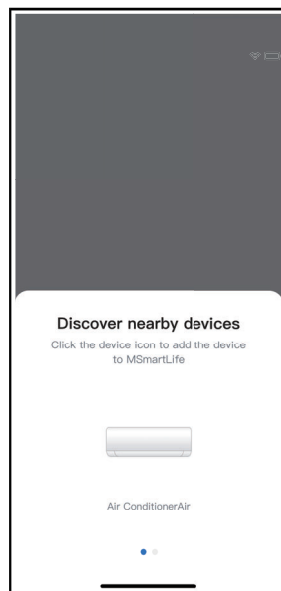 Discover nearby devices
Click the device icon to add the device
to MSmartLife
Air ConditionerAir